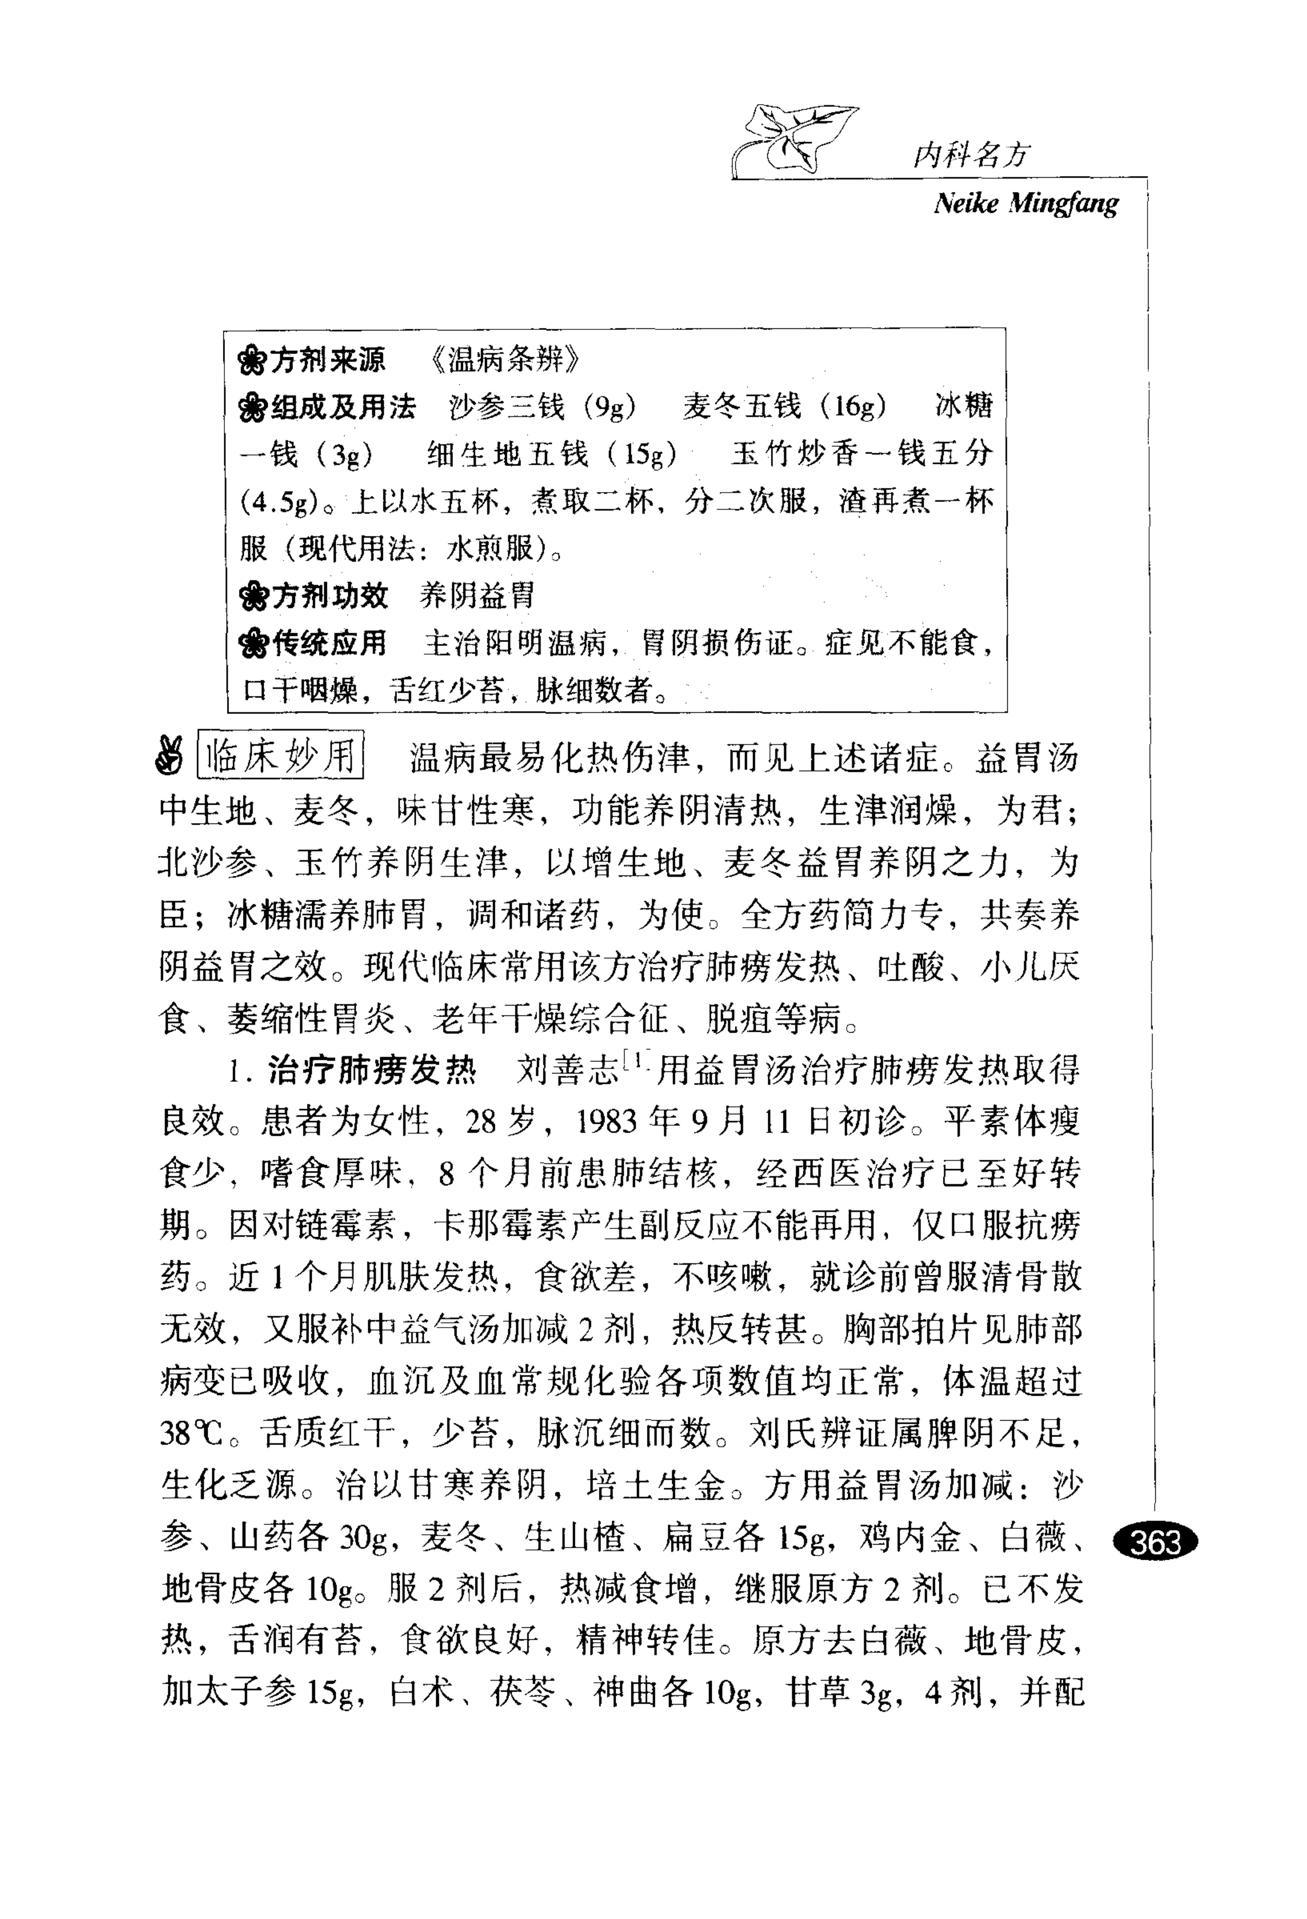 内科名方
Neike Mingfang
方剂来源 《温病条辨》
组成及用法 沙参三钱（9g） 麦冬五钱（16g） 冰糖
一钱（3g） 细生地五钱（15g） 玉竹炒香一钱五分
(4.5g)。上以水五杯，煮取二杯，分二次服，渣再煮一杯
服（现代用法：水煎服）。
方剂功效 养阴益胃
传统应用 主治阳明温病，胃阴损伤证。症见不能食，
口干咽燥，舌红少苔，脉细数者。
临床妙用 温病最易化热伤津，而见上述诸症。益胃汤
中生地、麦冬，味甘性寒，功能养阴清热，生津润燥，为君；
北沙参、玉竹养阴生津，以增生地、麦冬益胃养阴之力，为
臣；冰糖濡养肺胃，调和诸药，为使。全方药简力专，共奏养
阴益胃之效。现代临床常用该方治疗肺痨发热、吐酸、小儿厌
食、萎缩性胃炎、老年干燥综合征、脱疽等病。
1. 治疗肺痨发热 刘善志[1]用益胃汤治疗肺痨发热取得
良效。患者为女性，28岁，1983年9月11日初诊。平素体瘦
食少，嗜食厚味，8个月前患肺结核，经西医治疗已至好转
期。因对链霉素，卡那霉素产生副反应不能再用，仅口服抗痨
药。近1个月肌肤发热，食欲差，不咳嗽，就诊前曾服清骨散
无效，又服补中益气汤加减2剂，热反转甚。胸部拍片见肺部
病变已吸收，血沉及血常规化验各项数值均正常，体温超过
38℃。舌质红干，少苔，脉沉细而数。刘氏辨证属脾阴不足，
生化乏源。治以甘寒养阴，培土生金。方用益胃汤加减：沙
参、山药各30g，麦冬、生山楂、扁豆各15g，鸡内金、白薇、
地骨皮各10g。服2剂后，热减食增，继服原方2剂。已不发
热，舌润有苔，食欲良好，精神转佳。原方去白薇、地骨皮，
加太子参15g，白术、茯苓、神曲各10g，甘草3g，4剂，并配
363